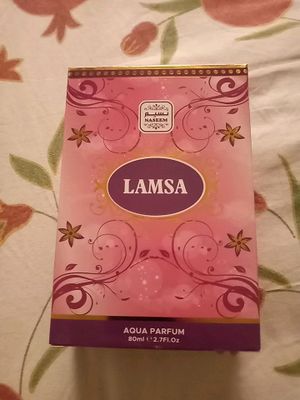 نسيم
NASEEM
LAMSA
AQUA PARFUM
80ml ℮ 2.7Fl.Oz